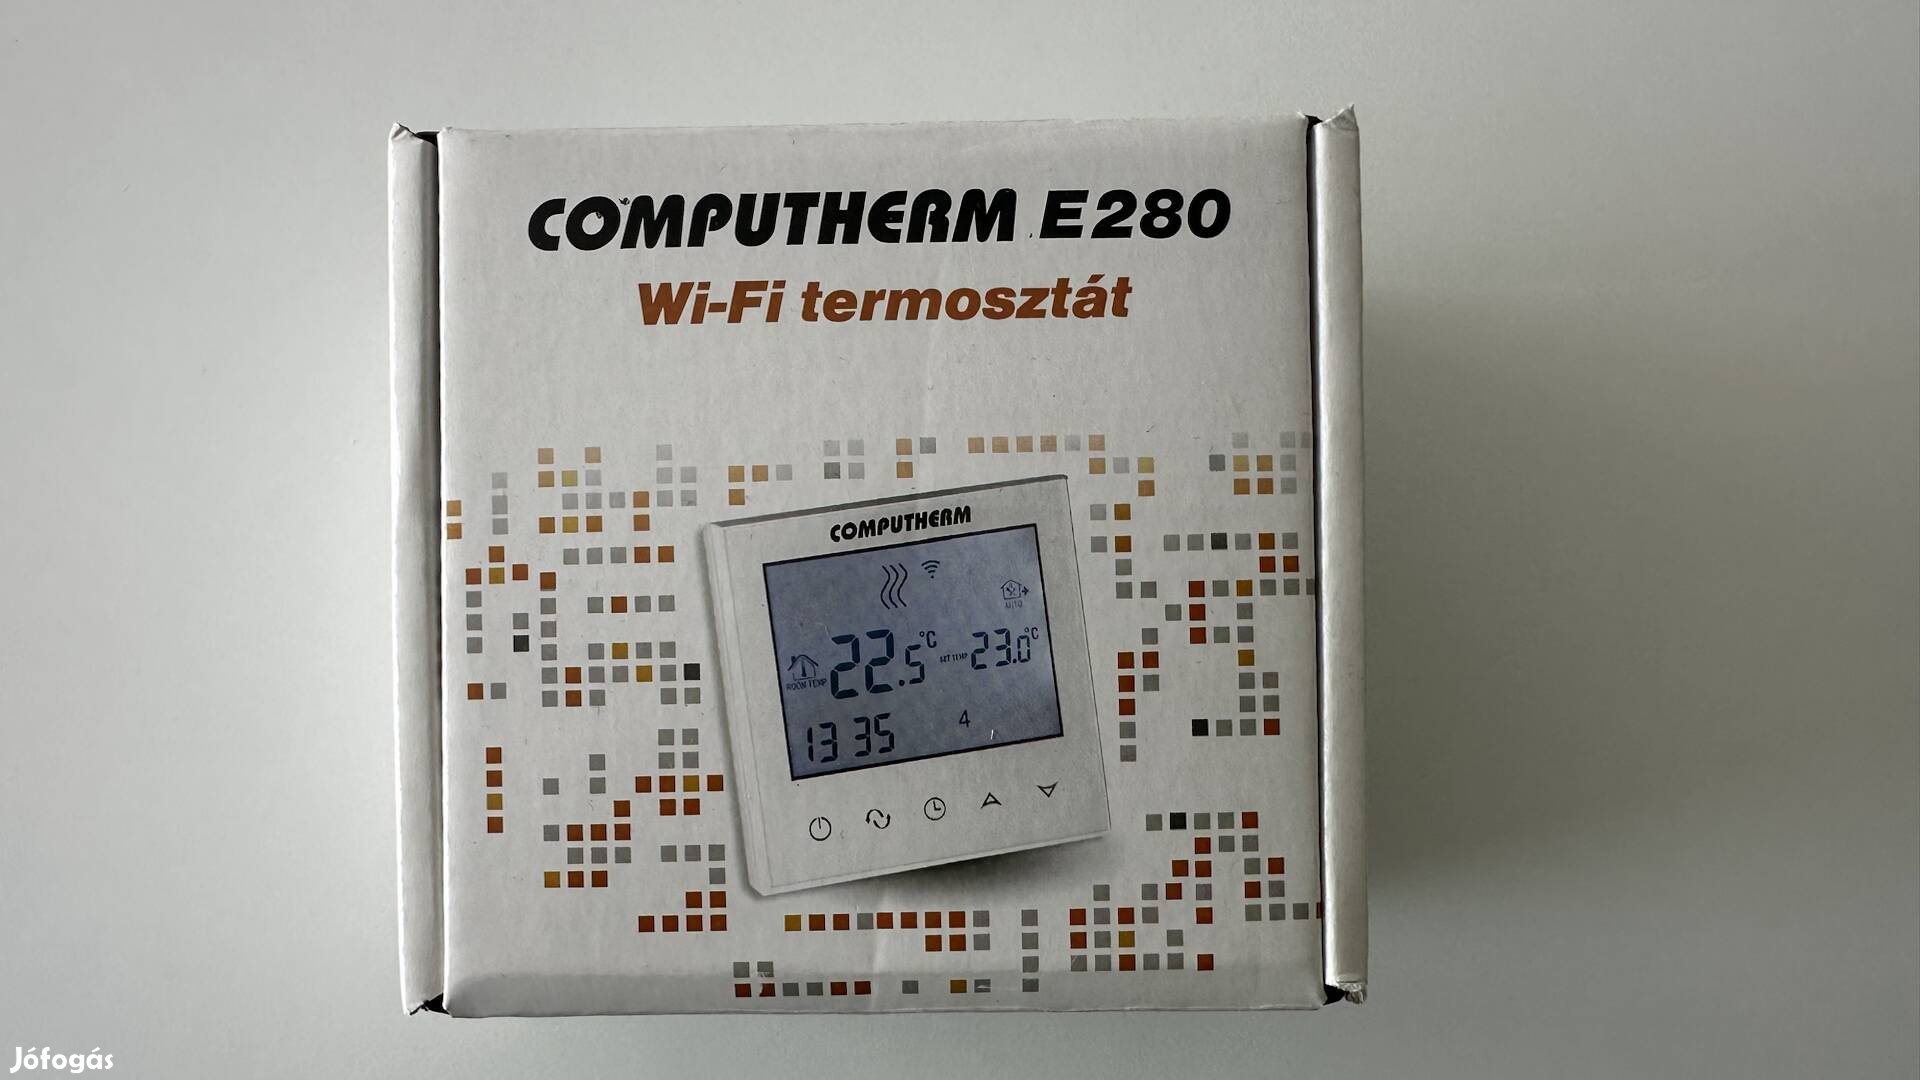 COMPUTHERM E280
Wi-Fi termosztát
COMPUTHERM
AUTO
22.5°C SET TEMP 23.0°C
ROOM TEMP
13 35 4
Jófogás